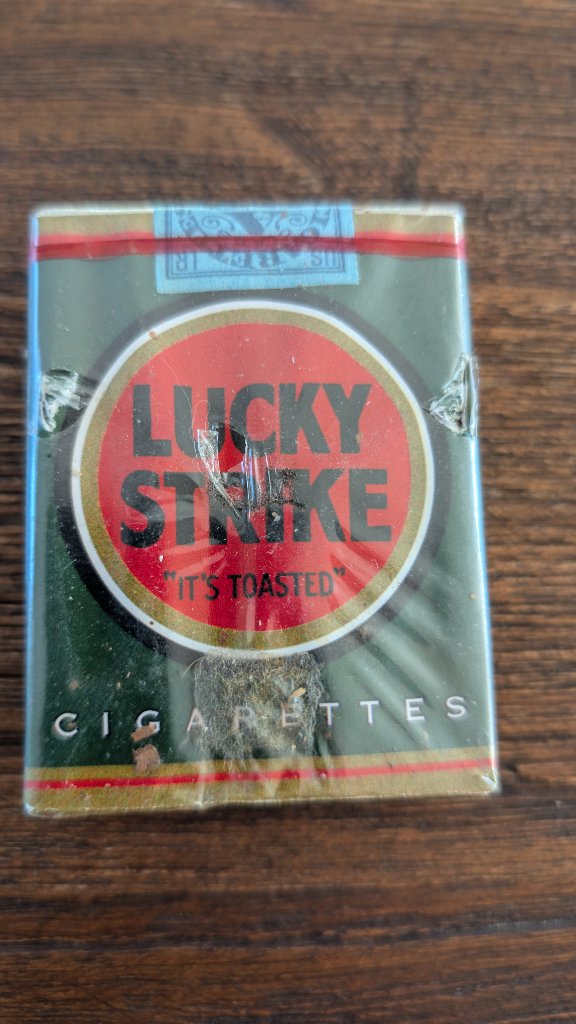 LUCKY
STRIKE
"IT'S TOASTED"
CIGARETTES